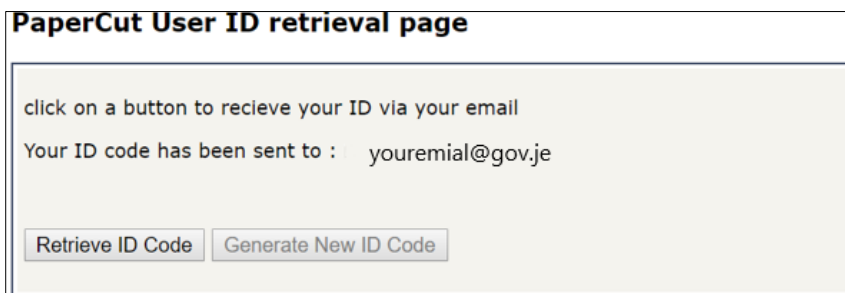 PaperCut User ID retrieval page
click on a button to recieve your ID via your email
Your ID code has been sent to : youremial@gov.je
Retrieve ID Code Generate New ID Code